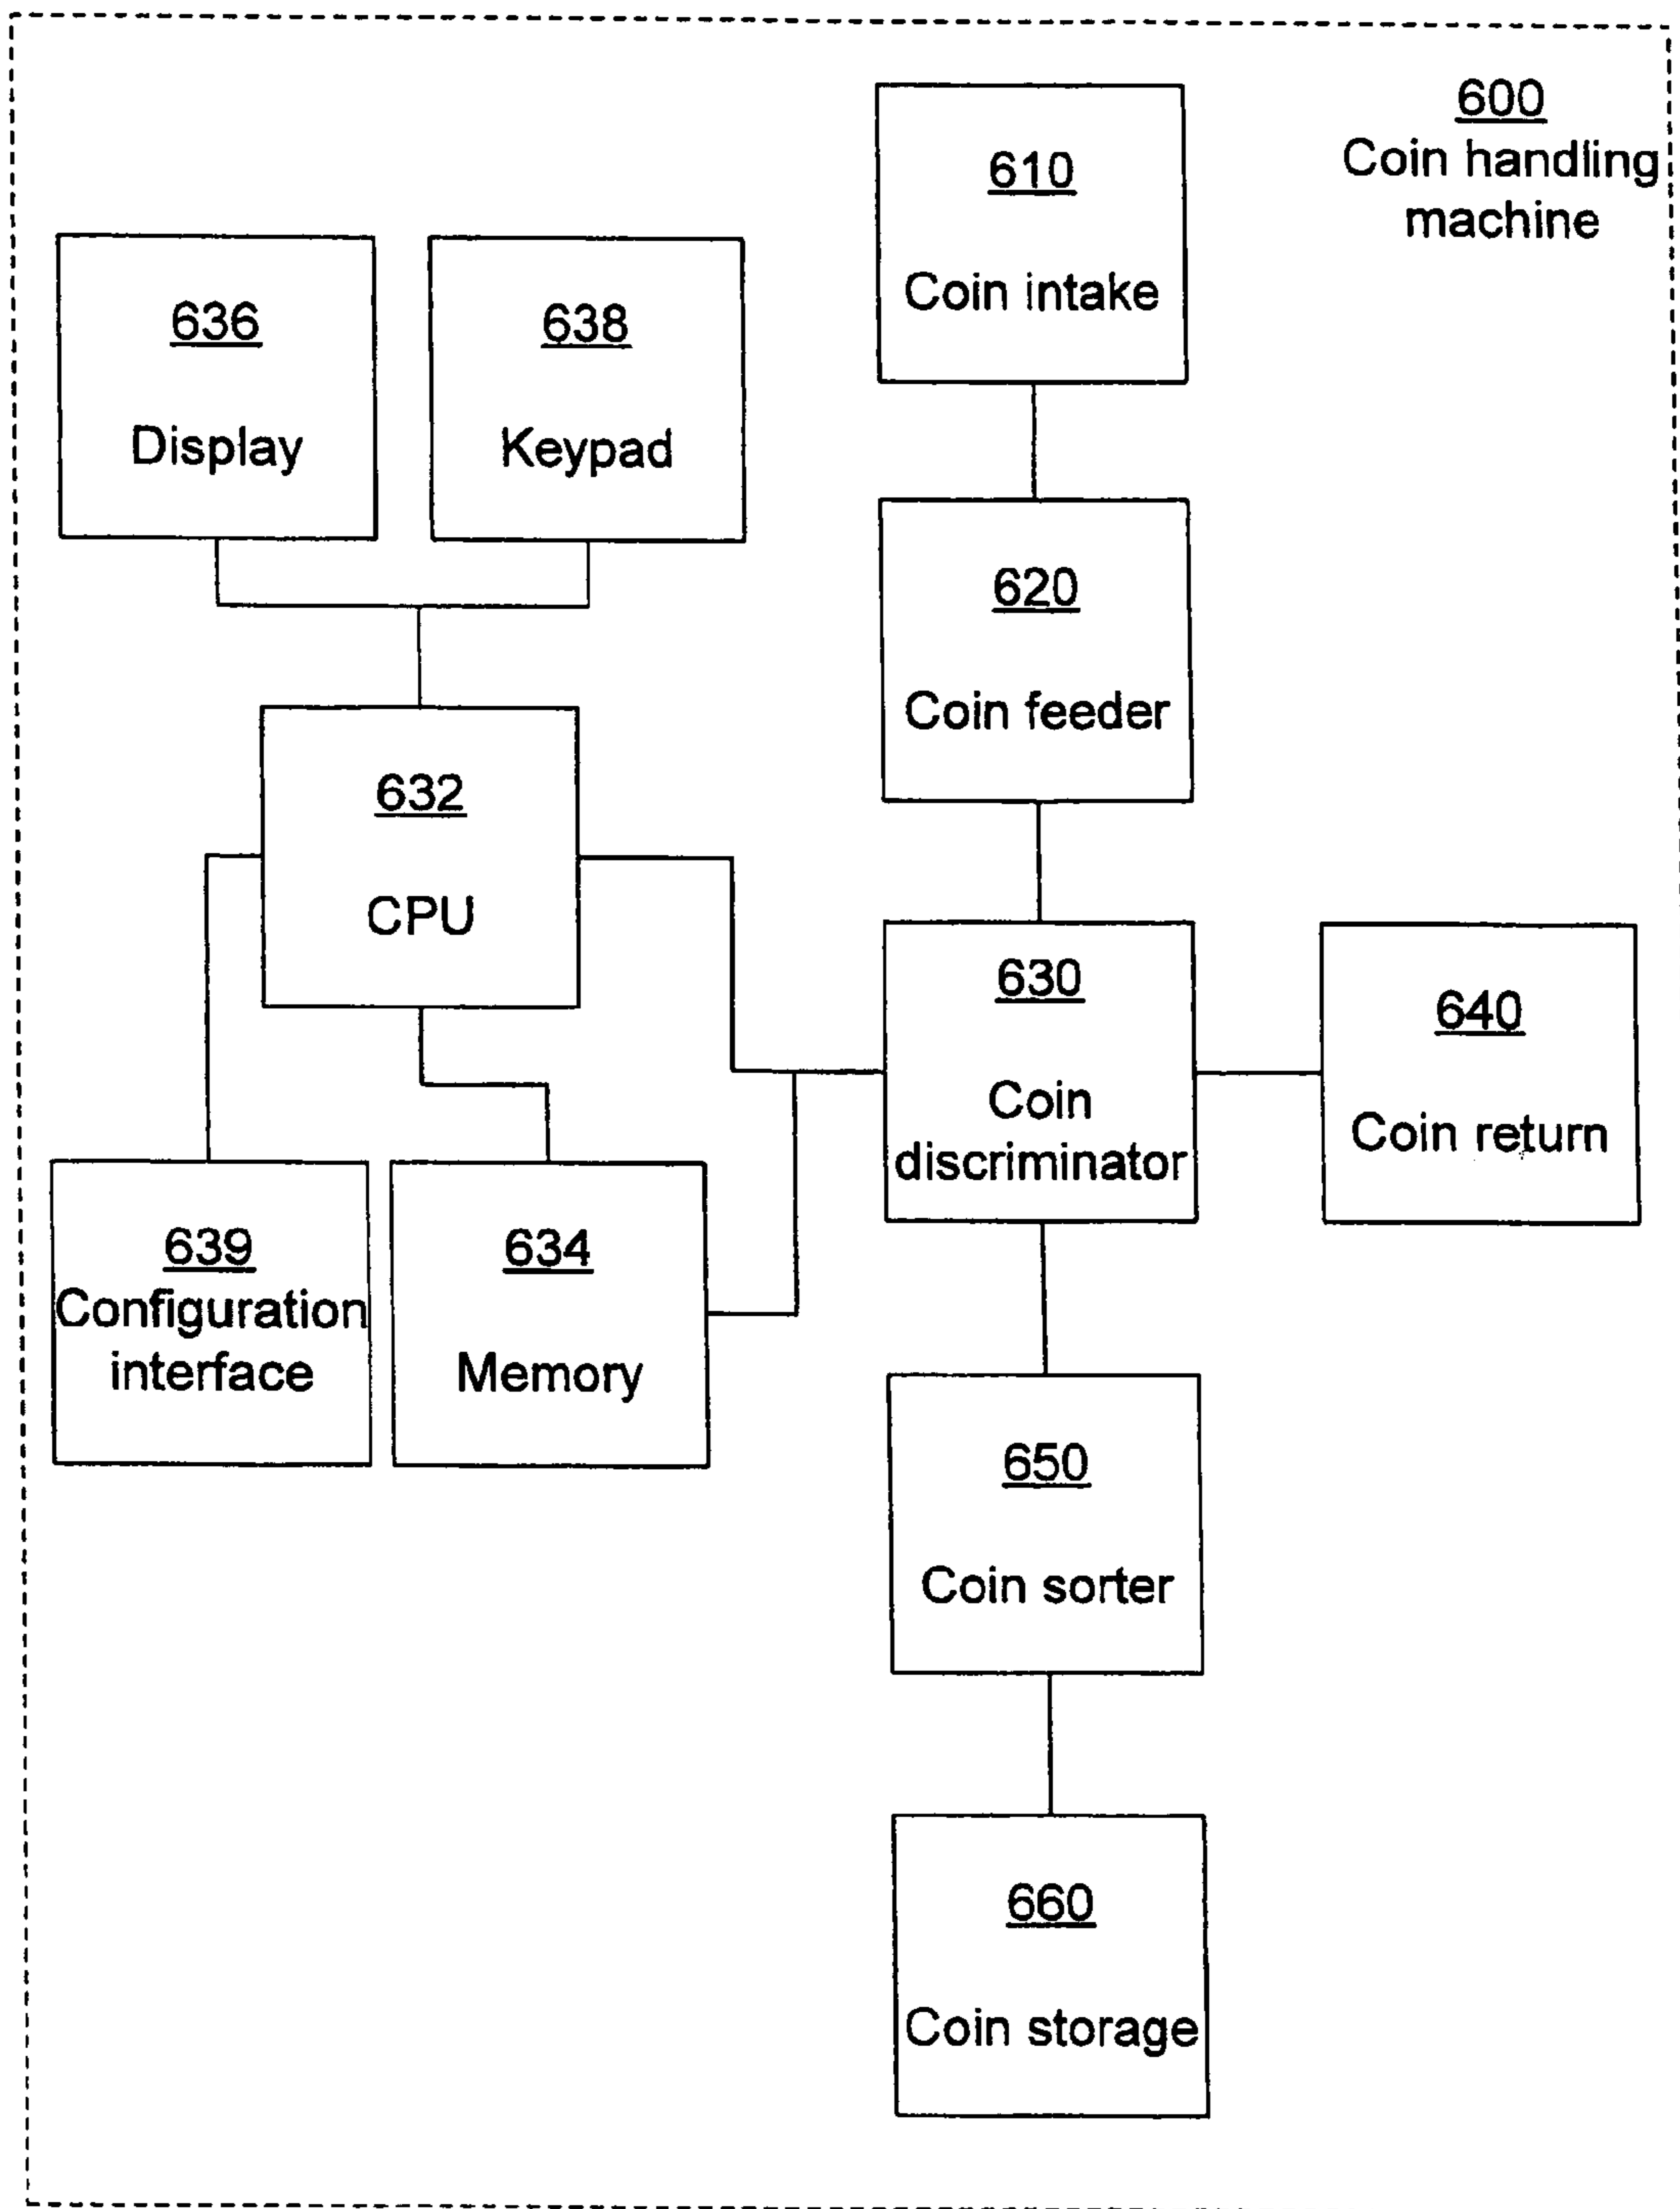 600
Coin handling
machine
610
Coin intake
636
Display
638
Keypad
620
Coin feeder
632
CPU
630
Coin
discriminator
640
Coin return
639
Configuration
interface
634
Memory
650
Coin sorter
660
Coin storage